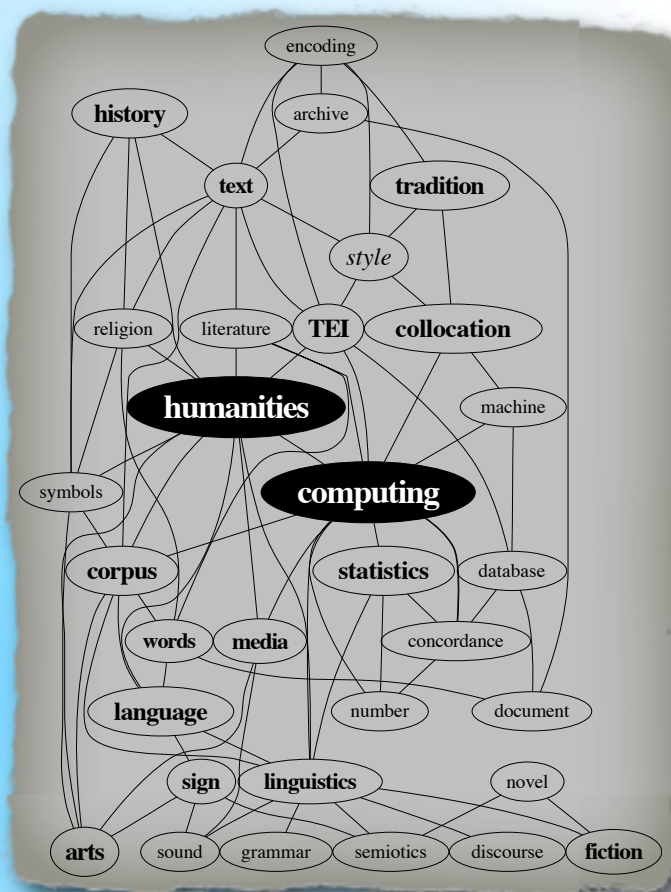 encoding
history
archive
text
tradition
style
religion
literature
TEI
collocation
humanities
machine
symbols
computing
corpus
statistics
database
words
media
concordance
language
number
document
sign
linguistics
novel
arts
sound
grammar
semiotics
discourse
fiction